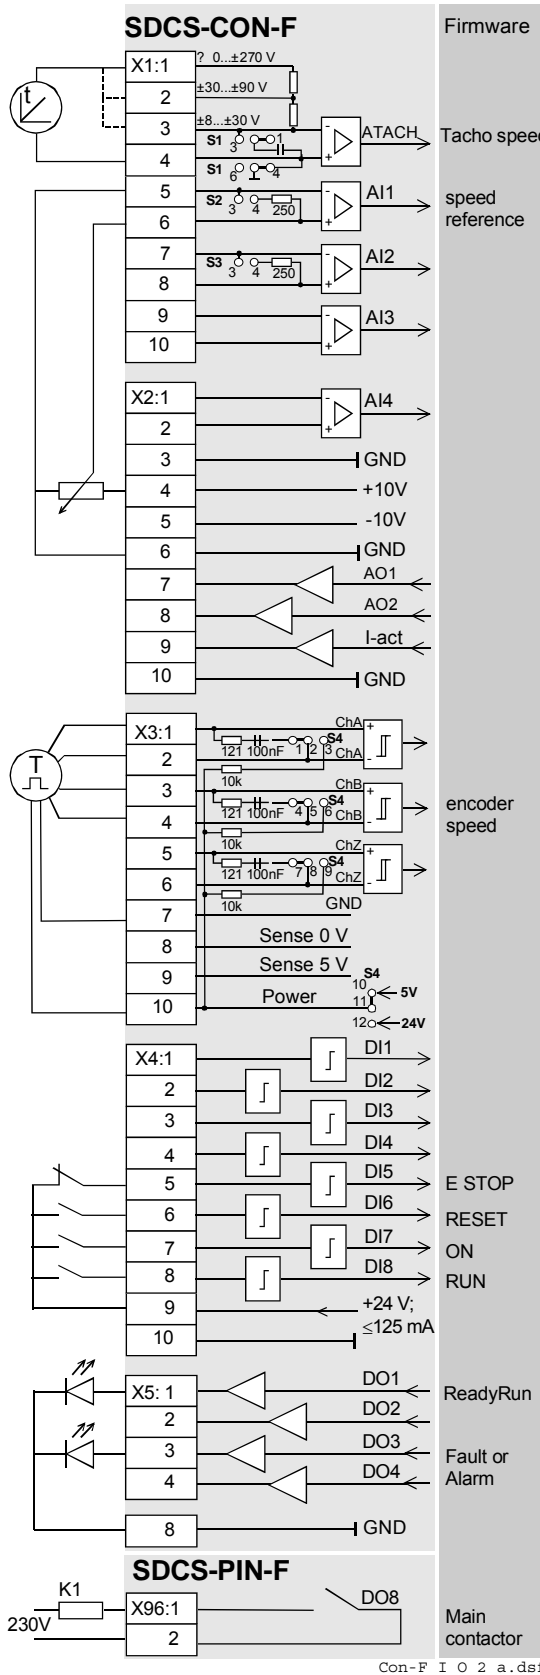 SDCS-CON-F Firmware
X1:1 ? 0...±270 V
2 ±30...±90 V
3 ±8...±30 V
S1 3 1 - ATACH Tacho speed
4 S1 6 4 +
5 - AI1 speed
S2 3 4 250 reference
6 +
7 - AI2
S3 3 4 250
8 +
9 - AI3
10 +
X2:1 - AI4
2 +
3 GND
4 +10V
5 -10V
6 GND
7 AO1
8 AO2
9 I-act
10 GND
X3:1 ChA +
121 100nF 1 2 3 S4
2 ChA -
10k
3 ChB +
121 100nF 4 5 6 S4 encoder
4 ChB - speed
10k
5 ChZ +
121 100nF 7 8 9 S4
6 ChZ -
10k
7 GND
8 Sense 0 V
9 Sense 5 V
S4
10 5V
10 Power 11
12 24V
T
t
X4:1 DI1
2 DI2
3 DI3
4 DI4
5 DI5 E STOP
6 DI6 RESET
7 DI7 ON
8 DI8 RUN
9 +24 V;
≤125 mA
10
X5: 1 DO1 ReadyRun
2 DO2
3 DO3 Fault or
4 DO4 Alarm
8 GND
SDCS-PIN-F
K1 X96:1 DO8 Main
230V 2 contactor
Con-F I O 2 a.dsf